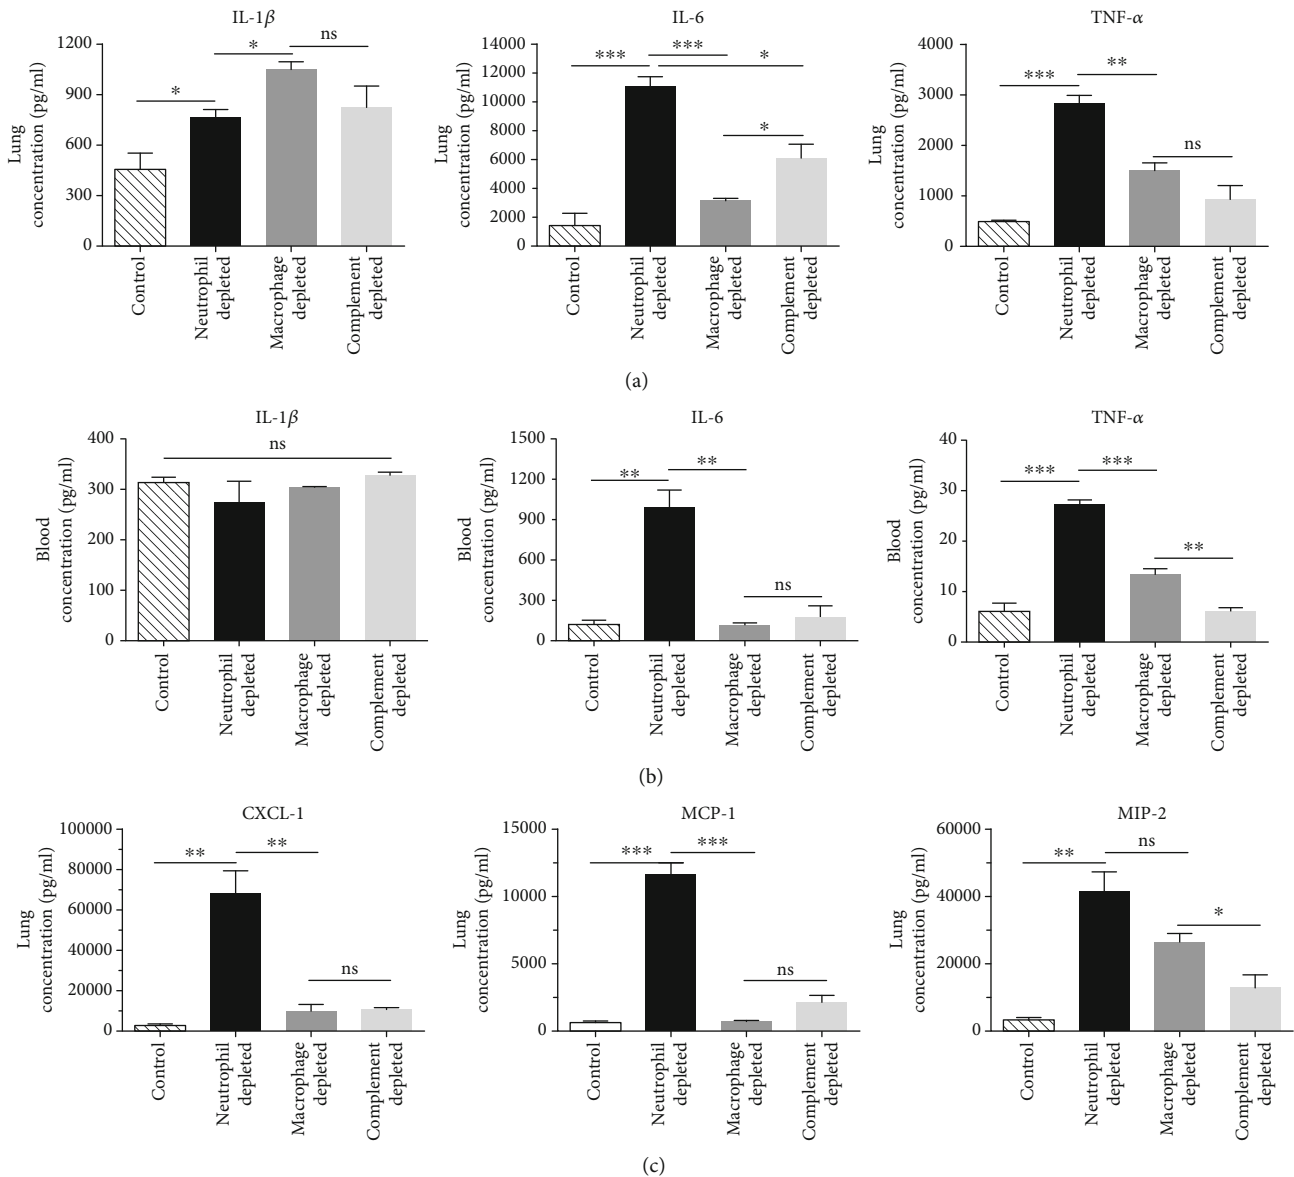 IL-1β
Lung
concentration (pg/ml)
1200
900
600
300
0
*
*
ns
Control
Neutrophil
depleted
Macrophage
depleted
Complement
depleted
IL-6
Lung
concentration (pg/ml)
14000
12000
10000
8000
6000
4000
2000
0
***
***
*
*
Control
Neutrophil
depleted
Macrophage
depleted
Complement
depleted
TNF-α
Lung
concentration (pg/ml)
4000
3000
2000
1000
0
***
**
ns
Control
Neutrophil
depleted
Macrophage
depleted
Complement
depleted
(a)
IL-1β
Blood
concentration (pg/ml)
400
300
200
100
0
ns
Control
Neutrophil
depleted
Macrophage
depleted
Complement
depleted
IL-6
Blood
concentration (pg/ml)
1500
1200
900
600
300
0
**
**
ns
Control
Neutrophil
depleted
Macrophage
depleted
Complement
depleted
TNF-α
Blood
concentration (pg/ml)
40
30
20
10
0
***
***
**
Control
Neutrophil
depleted
Macrophage
depleted
Complement
depleted
(b)
CXCL-1
Lung
concentration (pg/ml)
100000
80000
60000
40000
20000
0
**
**
ns
Control
Neutrophil
depleted
Macrophage
depleted
Complement
depleted
MCP-1
Lung
concentration (pg/ml)
15000
10000
5000
0
***
***
ns
Control
Neutrophil
depleted
Macrophage
depleted
Complement
depleted
MIP-2
Lung
concentration (pg/ml)
60000
40000
20000
0
**
ns
*
Control
Neutrophil
depleted
Macrophage
depleted
Complement
depleted
(c)